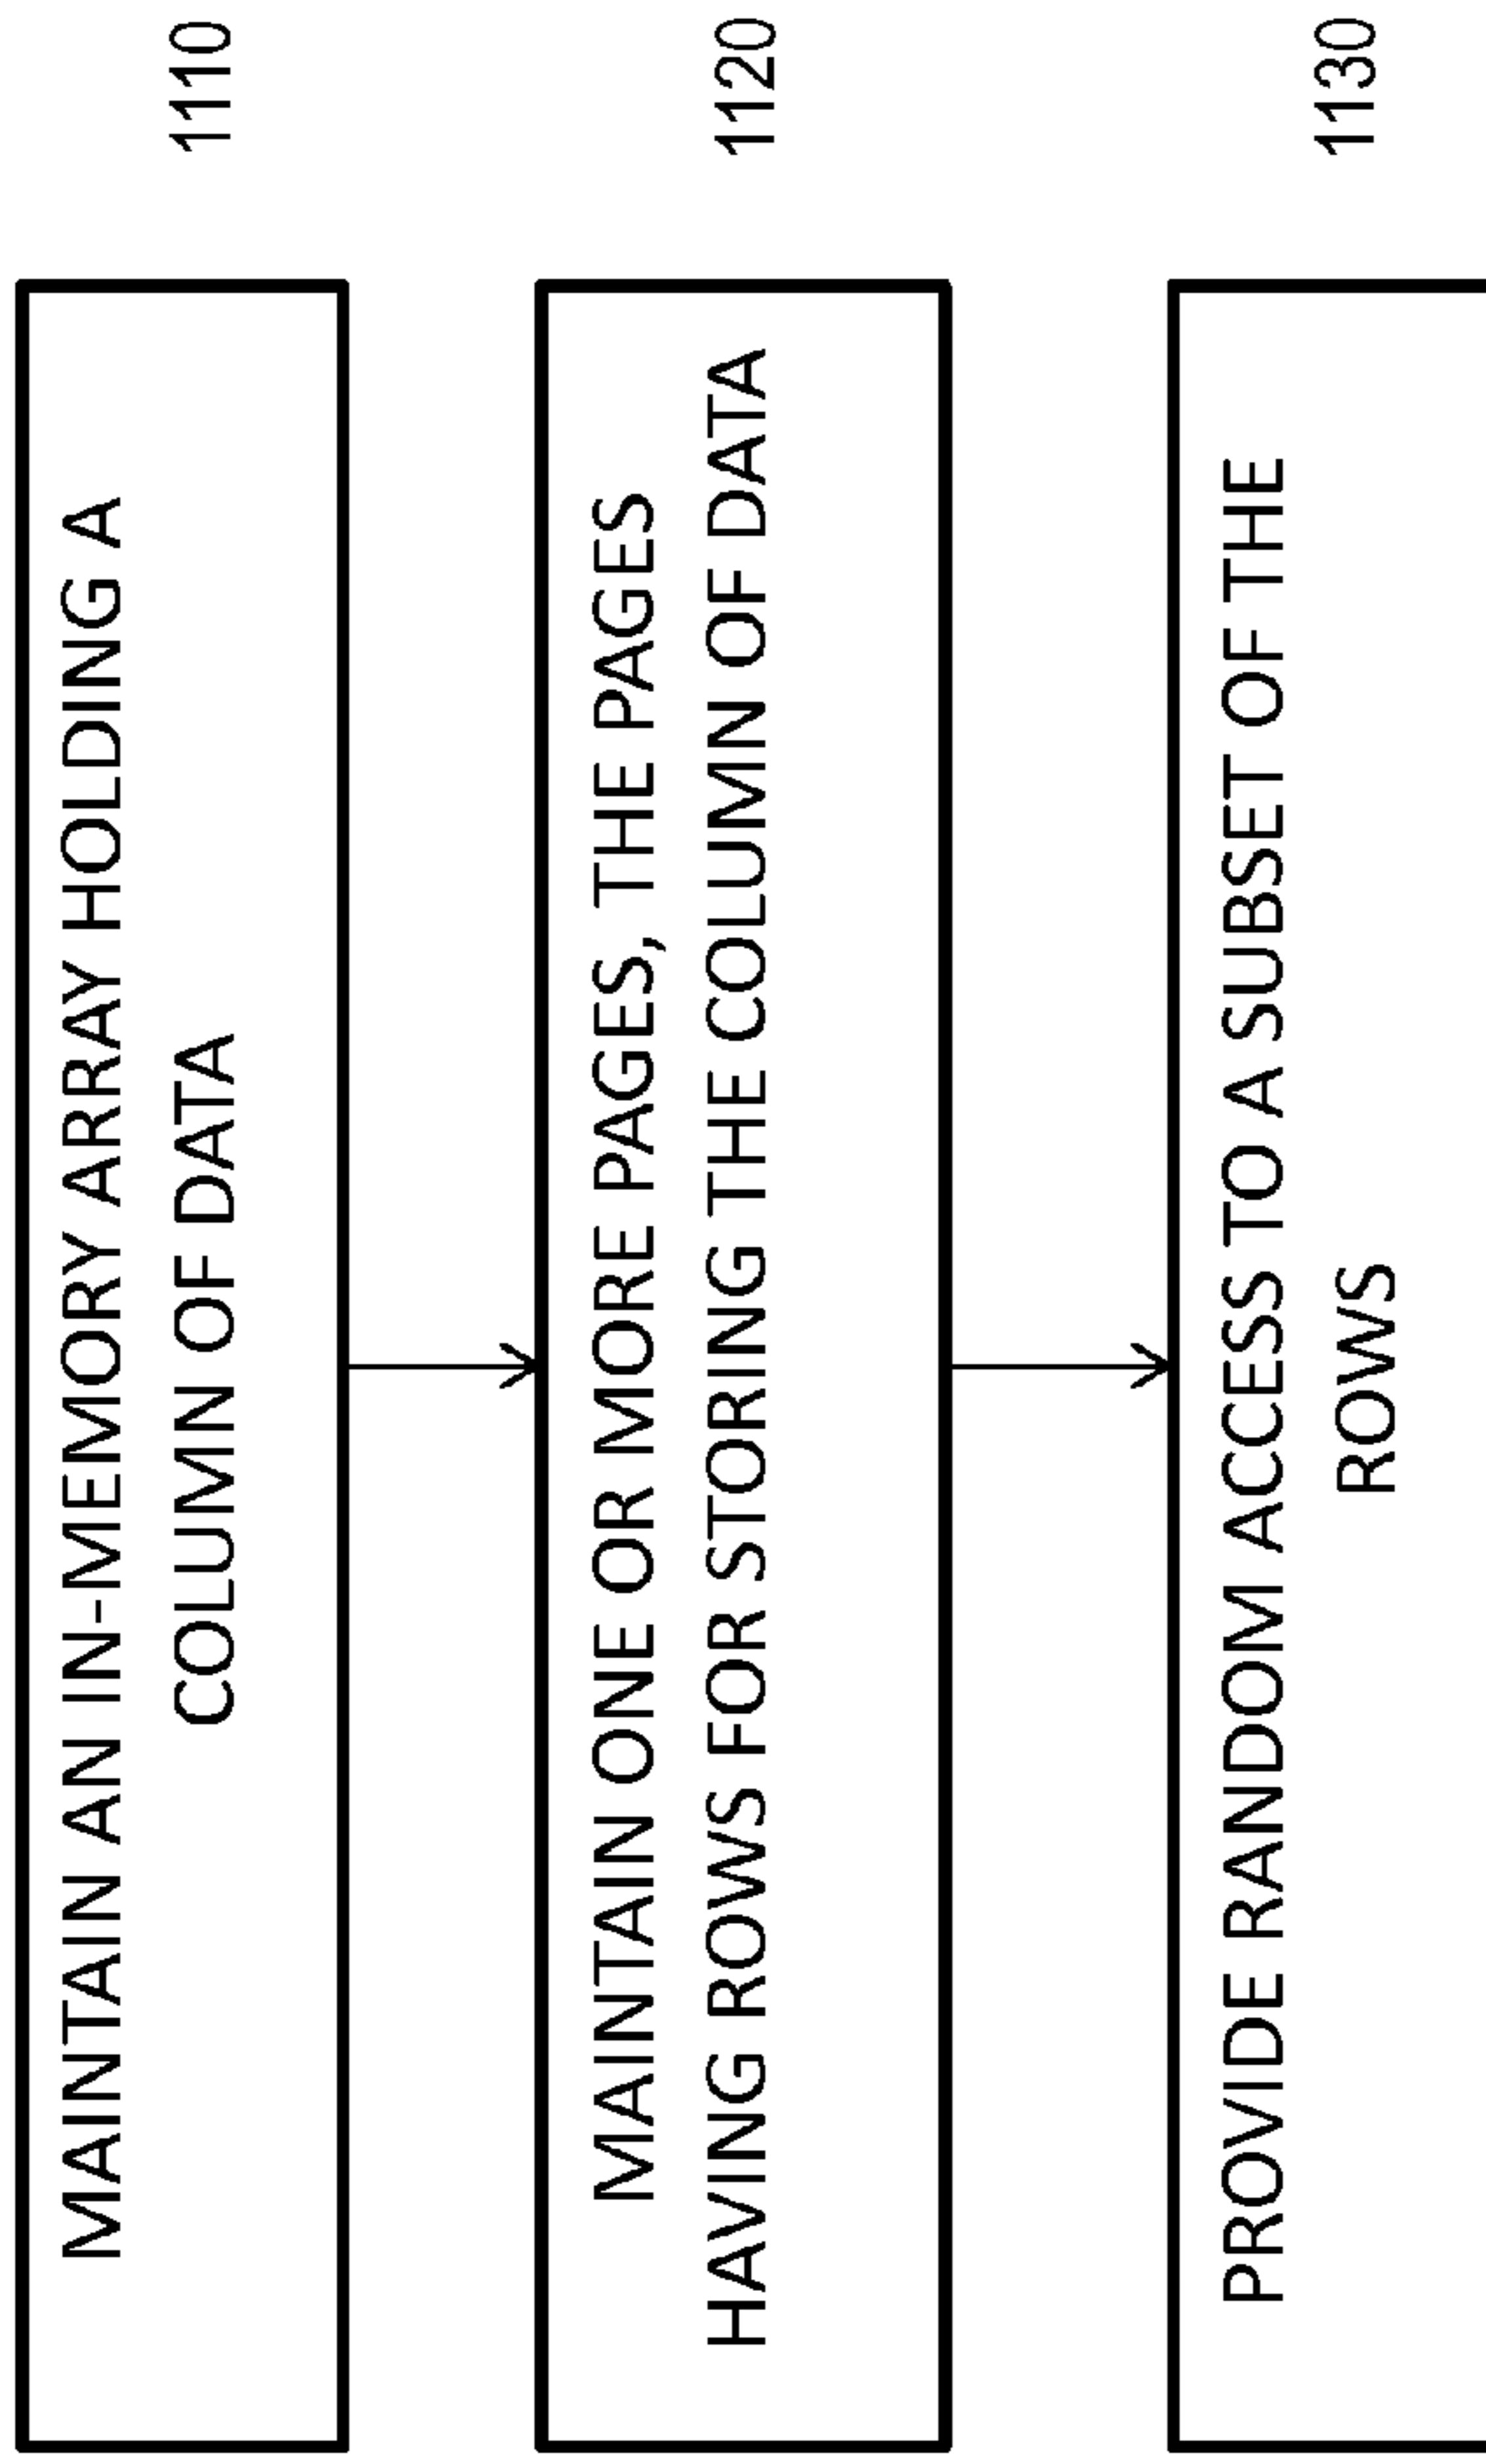 MAINTAIN AN IN-MEMORY ARRAY HOLDING A
COLUMN OF DATA
1110
MAINTAIN ONE OR MORE PAGES, THE PAGES
HAVING ROWS FOR STORING THE COLUMN OF DATA
1120
PROVIDE RANDOM ACCESS TO A SUBSET OF THE
ROWS
1130